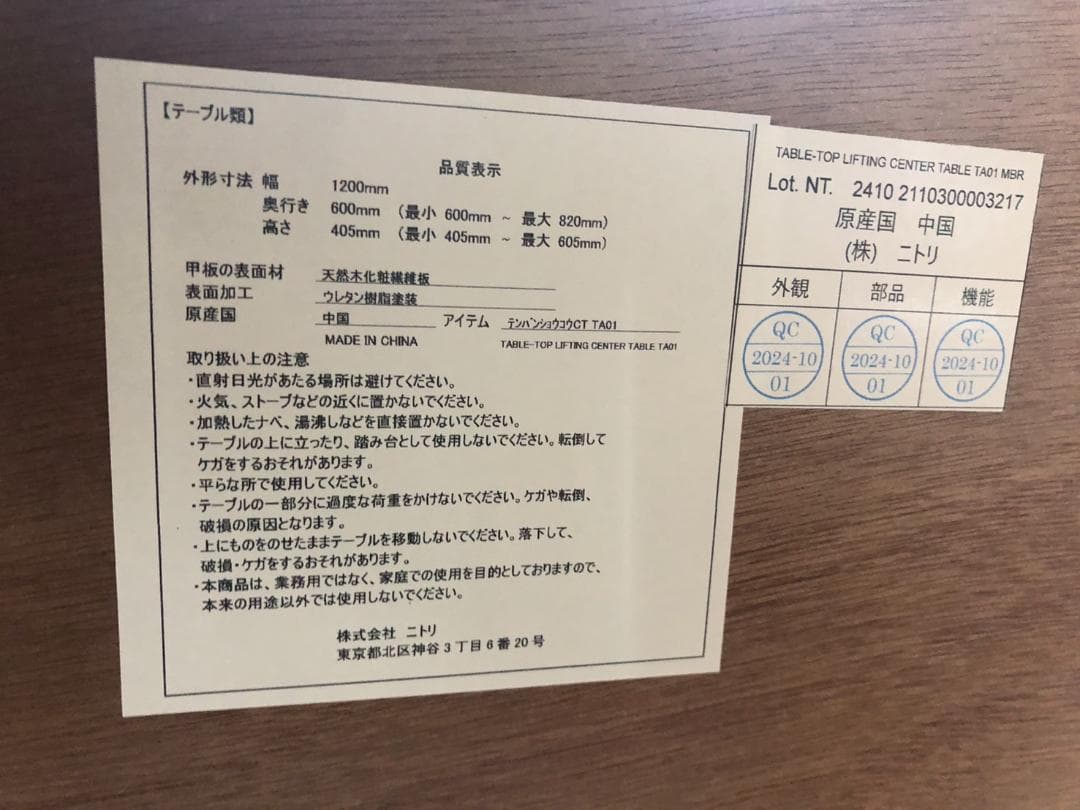 【テーブル類】
品質表示
外形寸法 幅 1200mm
奥行き 600mm （最小 600mm ~ 最大 820mm）
高さ 405mm （最小 405mm ~ 最大 605mm）
甲板の表面材 天然木化粧繊維板
表面加工 ウレタン樹脂塗装
原産国 中国 アイテム テンバンショウコウCT TA01
MADE IN CHINA TABLE-TOP LIFTING CENTER TABLE TA01
取り扱い上の注意
・直射日光があたる場所は避けてください。
・火気、ストーブなどの近くに置かないでください。
・加熱したナベ、湯沸しなどを直接置かないでください。
・テーブルの上に立ったり、踏み台として使用しないでください。転倒して
ケガをするおそれがあります。
・平らな所で使用してください。
・テーブルの一部分に過度な荷重をかけないでください。ケガや転倒、
破損の原因となります。
・上にものをのせたままテーブルを移動しないでください。落下して、
破損・ケガをするおそれがあります。
・本商品は、業務用ではなく、家庭での使用を目的としておりますので、
本来の用途以外では使用しないでください。
株式会社 ニトリ
東京都北区神谷3丁目6番20号
TABLE-TOP LIFTING CENTER TABLE TA01 MBR
Lot. NT. 2410 2110300003217
原産国 中国
(株) ニトリ
外観 部品 機能
QC QC QC
2024-10 2024-10 2024-10
01 01 01